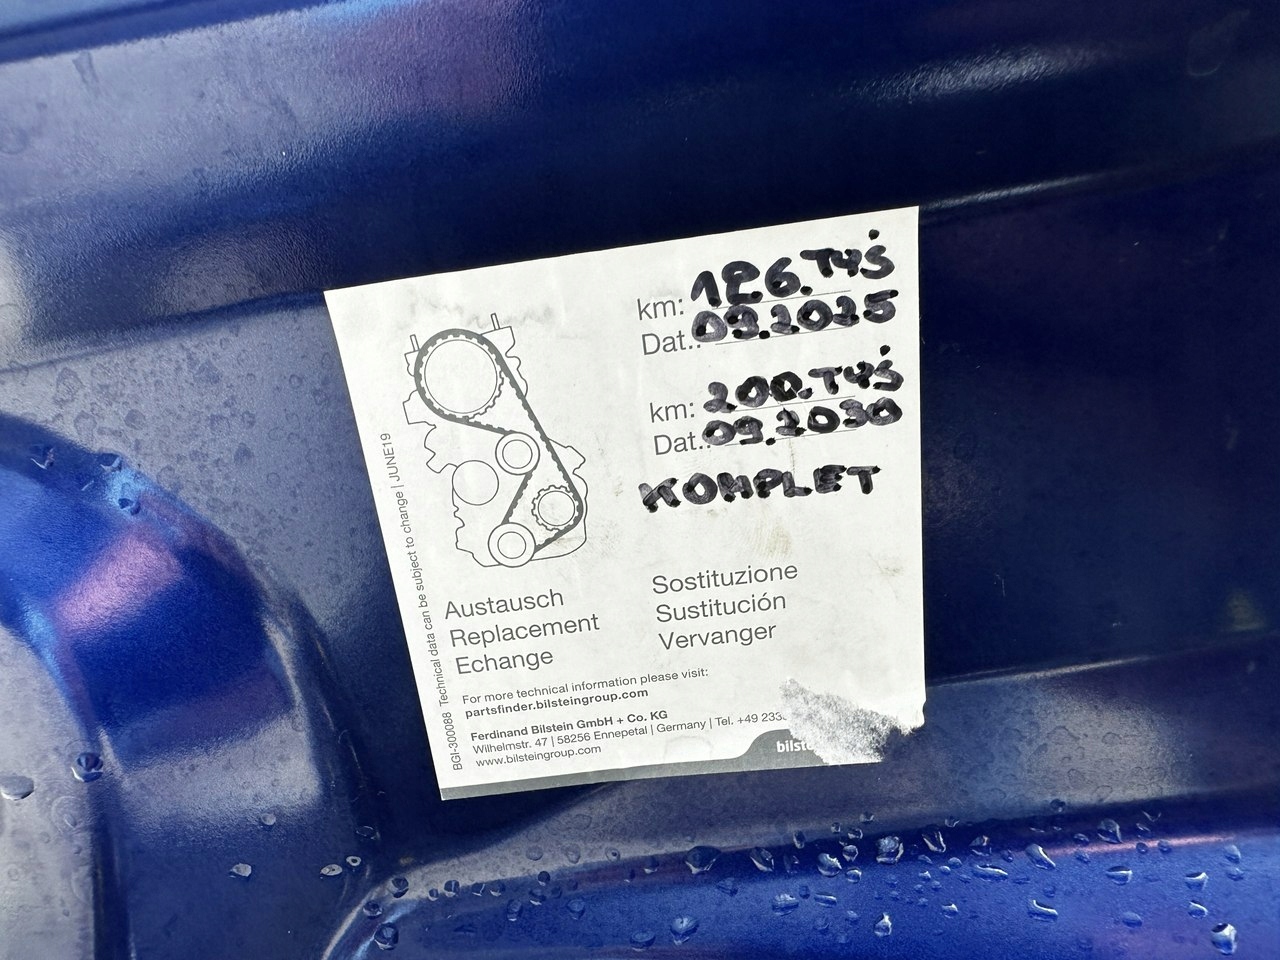 km: 126.TYŚ
Dat.: 09.2025
km: 200.TYŚ
Dat.: 09.2030
KOMPLET
Austausch
Replacement
Echange
Sostituzione
Sustitución
Vervanger
For more technical information please visit:
partsfinder.bilsteingroup.com
Ferdinand Bilstein GmbH + Co. KG
Wilhelmstr. 47 | 58256 Ennepetal | Germany | Tel. +49 233
www.bilsteingroup.com
BGI-300088 Technical data can be subject to change | JUNE19